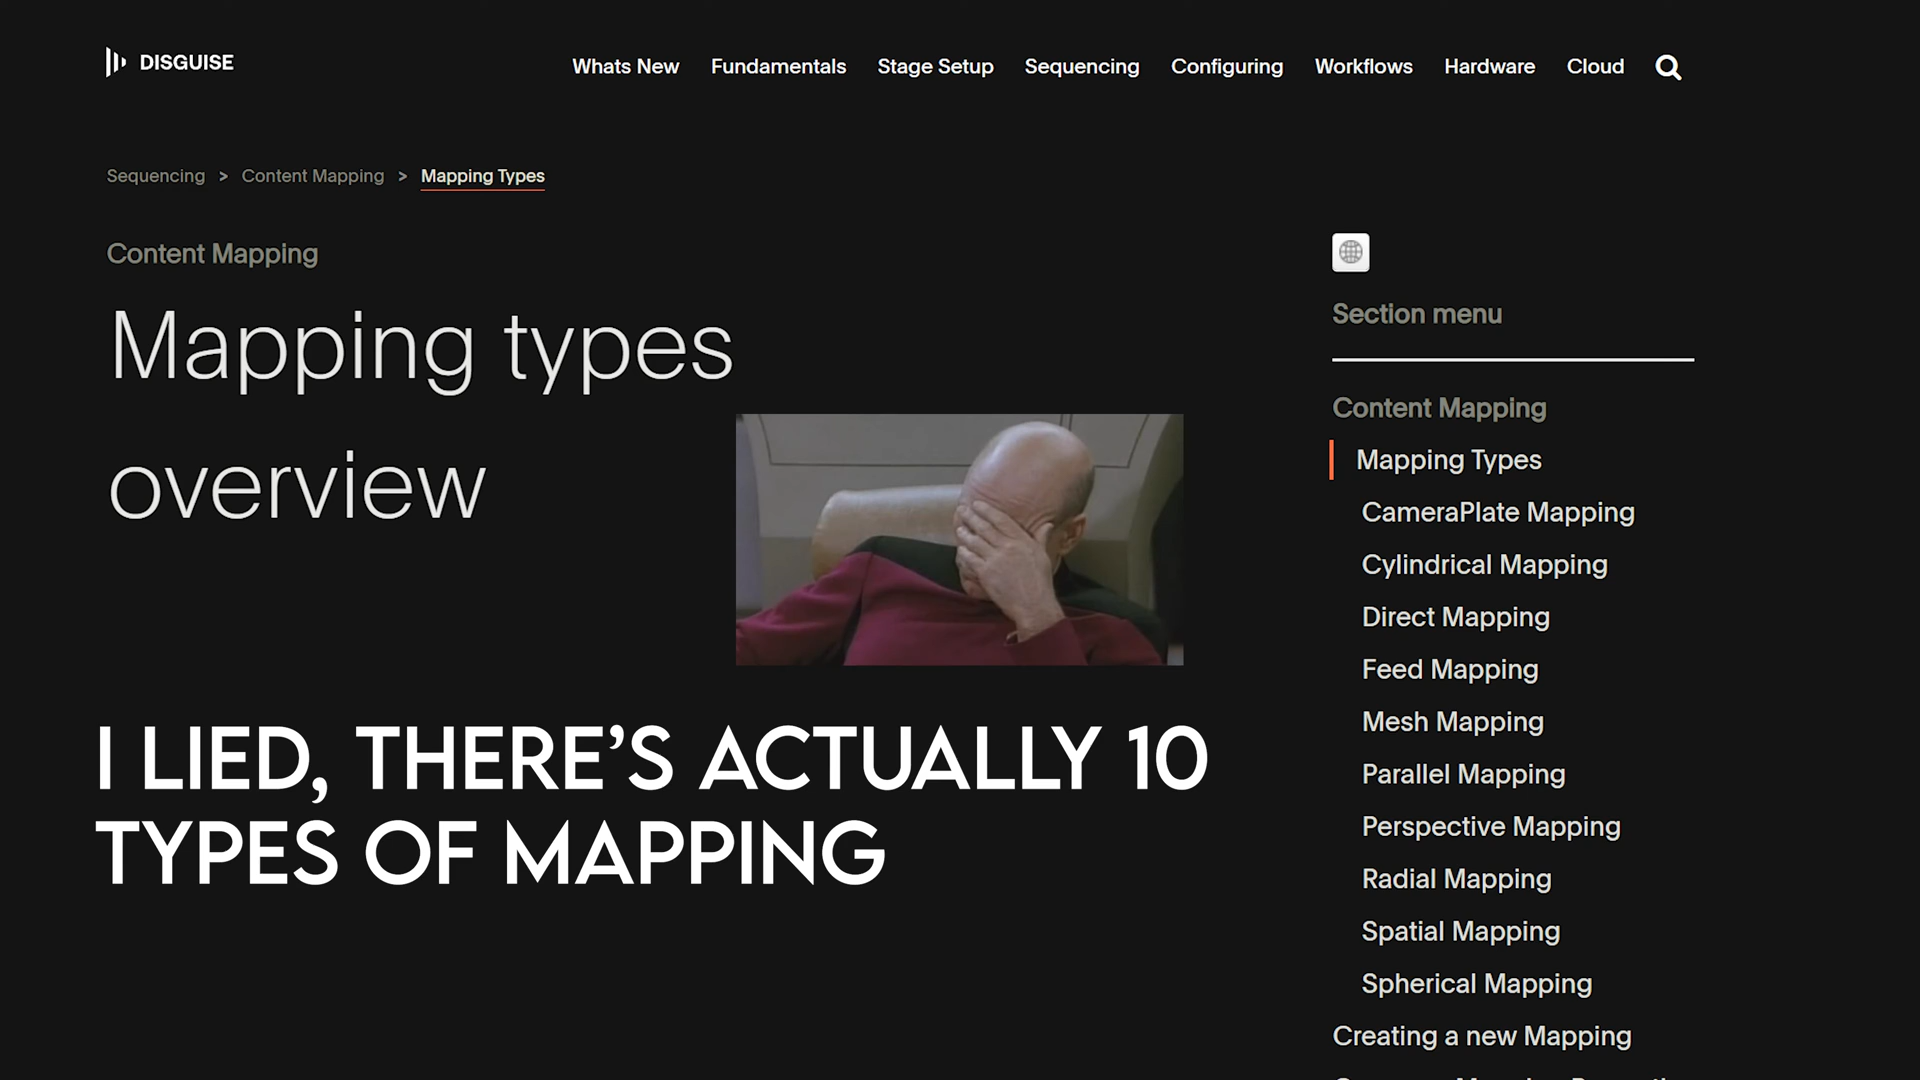 DISGUISE
Whats New Fundamentals Stage Setup Sequencing Configuring Workflows Hardware Cloud
Sequencing > Content Mapping > Mapping Types
Content Mapping
Mapping types
overview
I LIED, THERE'S ACTUALLY 10
TYPES OF MAPPING
Section menu
Content Mapping
Mapping Types
CameraPlate Mapping
Cylindrical Mapping
Direct Mapping
Feed Mapping
Mesh Mapping
Parallel Mapping
Perspective Mapping
Radial Mapping
Spatial Mapping
Spherical Mapping
Creating a new Mapping